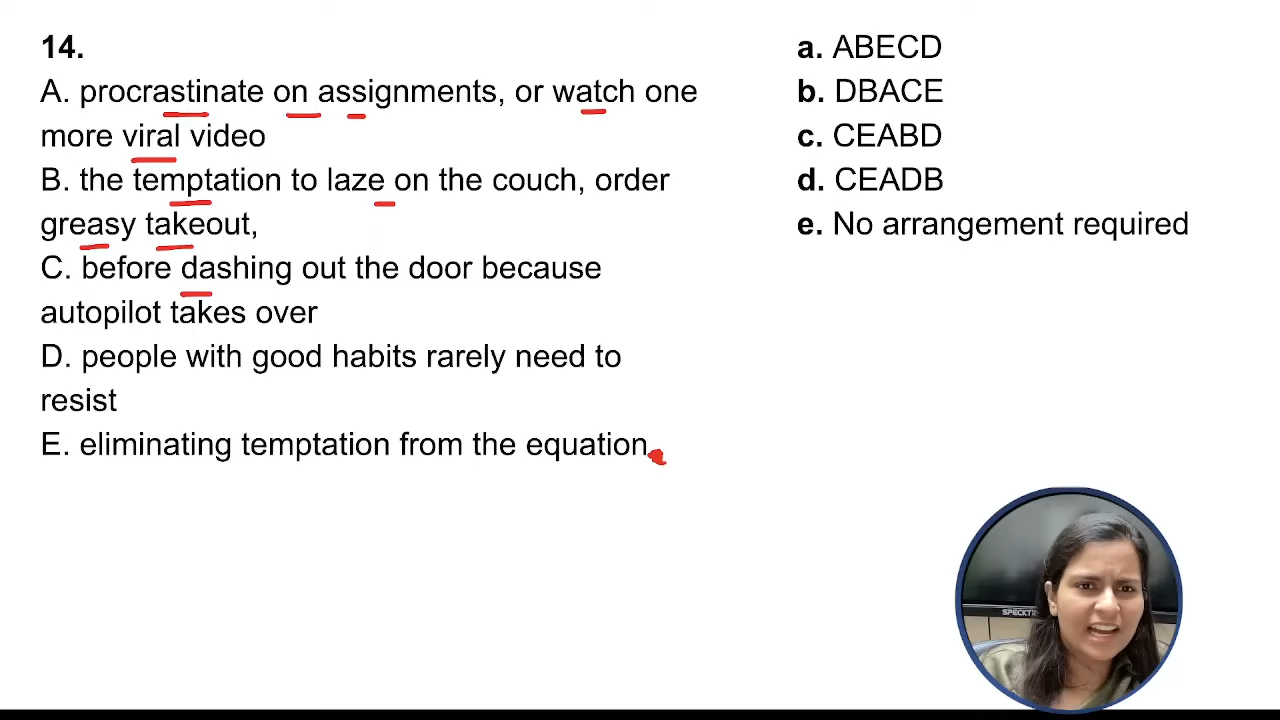 14.
A. procrastinate on assignments, or watch one
more viral video
B. the temptation to laze on the couch, order
greasy takeout,
C. before dashing out the door because
autopilot takes over
D. people with good habits rarely need to
resist
E. eliminating temptation from the equation
a. ABECD
b. DBACE
c. CEABD
d. CEADB
e. No arrangement required